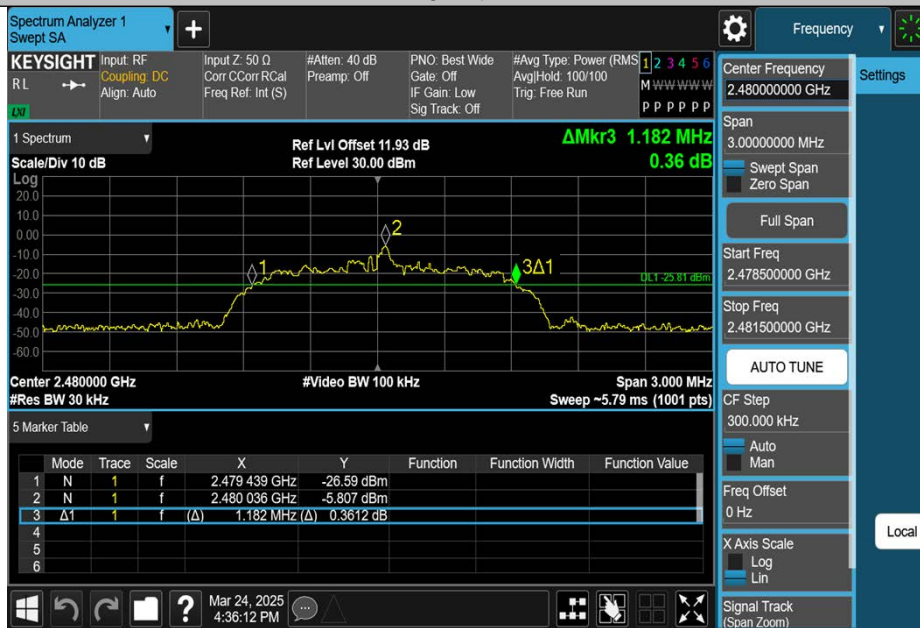 Spectrum Analyzer 1
Swept SA
+
Frequency
KEYSIGHT
R L
LXI
Input: RF
Coupling: DC
Align: Auto
Input Z: 50 Ω
Corr CCorr RCal
Freq Ref: Int (S)
#Atten: 40 dB
Preamp: Off
PNO: Best Wide
Gate: Off
IF Gain: Low
Sig Track: Off
#Avg Type: Power (RMS
Avg|Hold: 100/100
Trig: Free Run
1 2 3 4 5 6
M W W W W W
P P P P P P
1 Spectrum
Scale/Div 10 dB
Ref Lvl Offset 11.93 dB
Ref Level 30.00 dBm
ΔMkr3 1.182 MHz
0.36 dB
Log
20.0
10.0
0.00
-10.0
-20.0
-30.0
-40.0
-50.0
-60.0
1
2
3Δ1
DL1 -25.81 dBm
Center 2.480000 GHz
#Video BW 100 kHz
Span 3.000 MHz
#Res BW 30 kHz
Sweep ~5.79 ms (1001 pts)
5 Marker Table
Mode Trace Scale X Y Function Function Width Function Value
1 N 1 f 2.479 439 GHz -26.59 dBm
2 N 1 f 2.480 036 GHz -5.807 dBm
3 Δ1 1 f (Δ) 1.182 MHz (Δ) 0.3612 dB
4
5
6
?
Mar 24, 2025
4:36:12 PM
Center Frequency
2.480000000 GHz
Span
3.00000000 MHz
Swept Span
Zero Span
Full Span
Start Freq
2.478500000 GHz
Stop Freq
2.481500000 GHz
AUTO TUNE
CF Step
300.000 kHz
Auto
Man
Freq Offset
0 Hz
X Axis Scale
Log
Lin
Signal Track
(Span Zoom)
Settings
Local